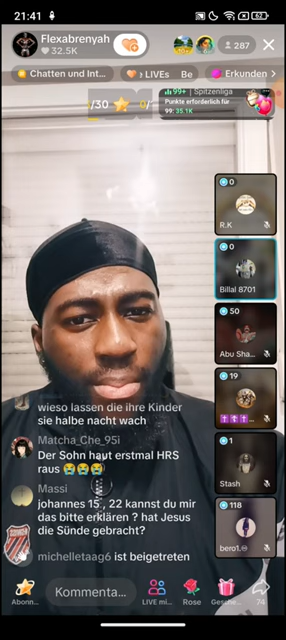 21:41
62
Flexabrenyah
32.5K
287
Chatten und Int...
e LIVEs Be
Erkunden
/30
99+ | Spitzenliga
Punkte erforderlich für
99: 35.1K
0
R.K
0
Billal 8701
50
Abu Sha...
19
1
Stash
118
bero1.
wieso lassen die ihre Kinder
sie halbe nacht wach
Matcha_Che_95i
Der Sohn haut erstmal HRS
raus 😭😭😭
Massi
johannes 15 , 22 kannst du mir
das bitte erklären ? hat Jesus
die Sünde gebracht?
michelletaag6 ist beigetreten
Abonn...
Kommenta...
LIVE mi...
Rose
Gesche...
74